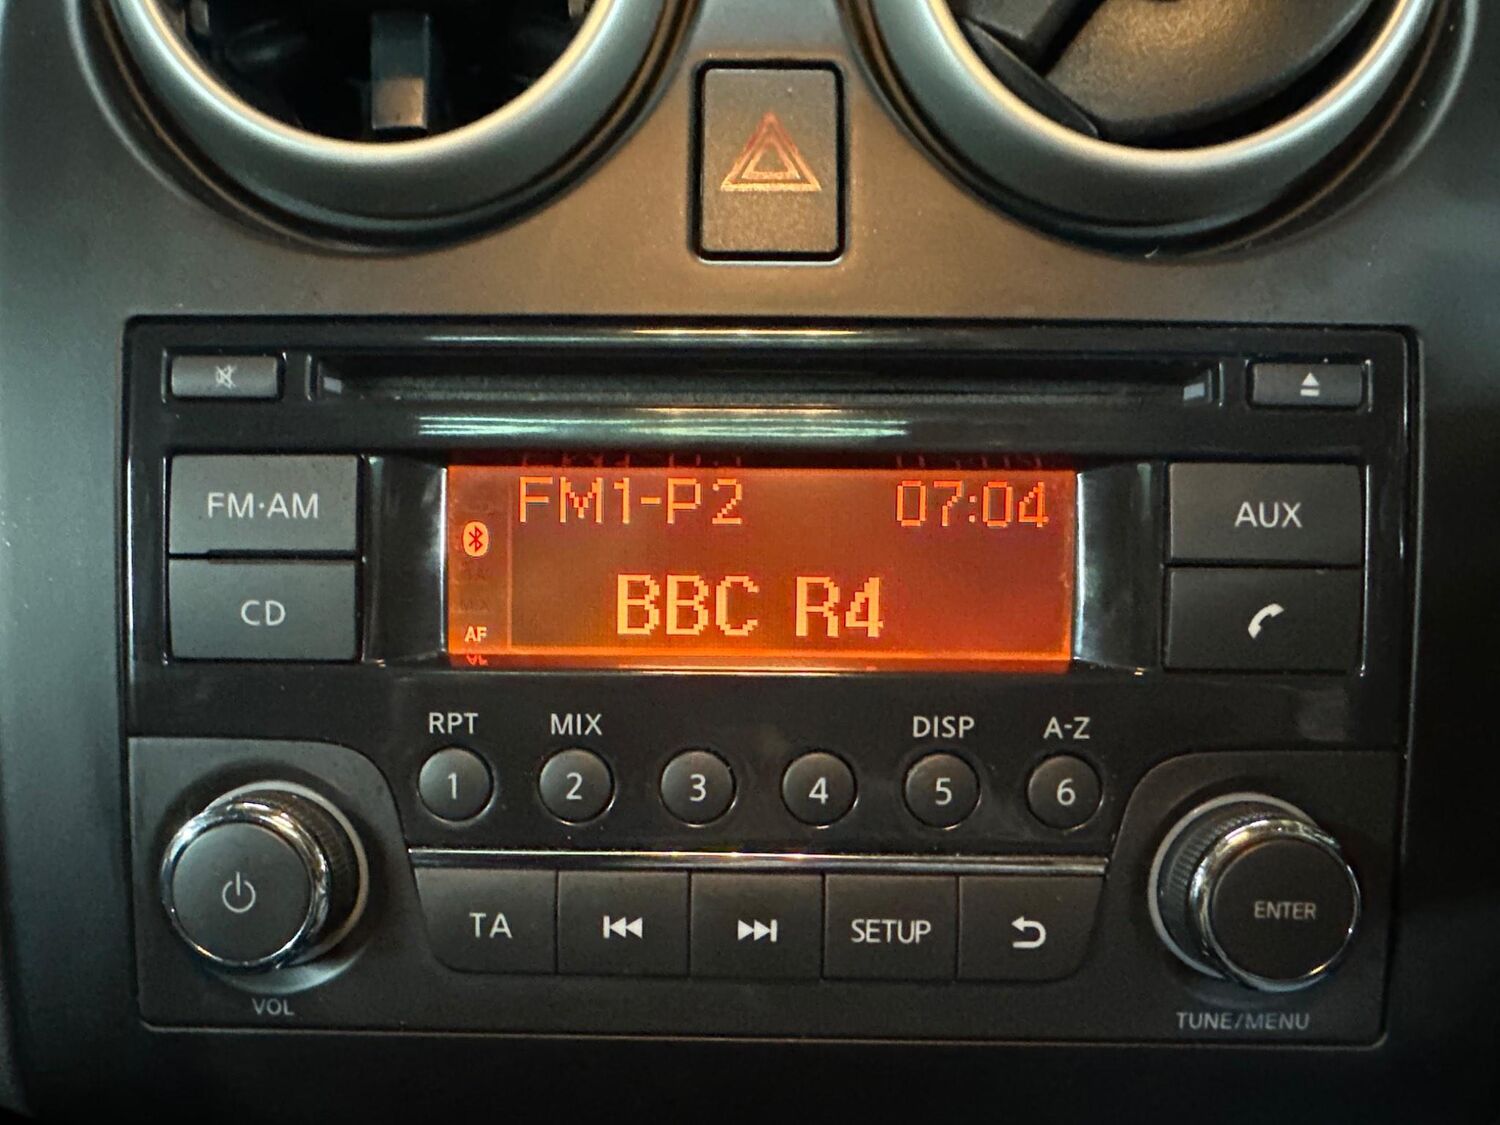 FM·AM
CD
FM1-P2 07:04
BBC R4
AF
AUX
RPT MIX DISP A-Z
1 2 3 4 5 6
TA SETUP
ENTER
VOL
TUNE/MENU